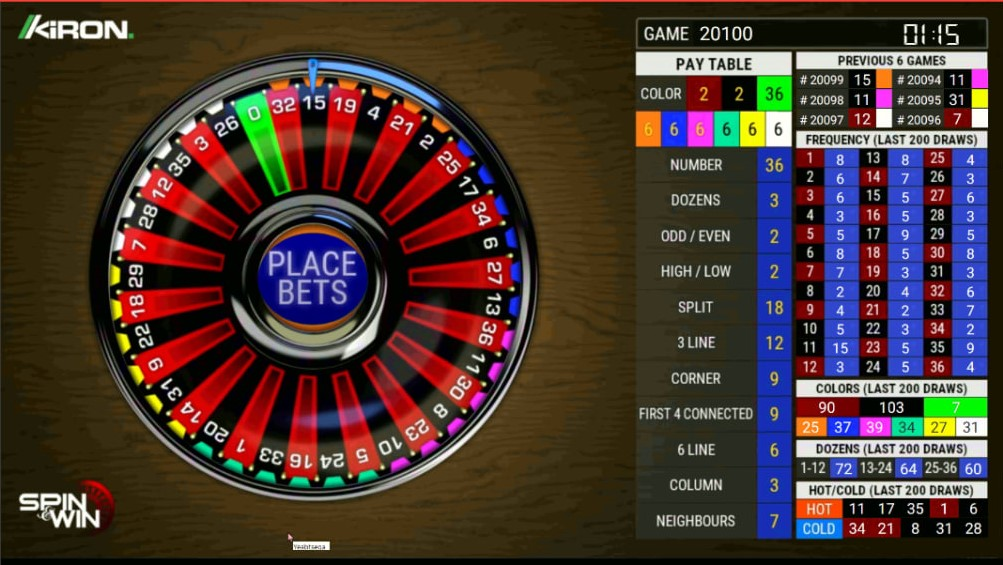 KIRON.
GAME 20100
01:15
PAY TABLE
COLOR 2 2 36
6 6 6 6 6 6
NUMBER 36
DOZENS 3
ODD / EVEN 2
HIGH / LOW 2
SPLIT 18
3 LINE 12
CORNER 9
FIRST 4 CONNECTED 9
6 LINE 6
COLUMN 3
NEIGHBOURS 7
PREVIOUS 6 GAMES
# 20099 15 # 20094 11
# 20098 11 # 20095 31
# 20097 12 # 20096 7
FREQUENCY (LAST 200 DRAWS)
1 8 13 8 25 4
2 6 14 7 26 3
3 6 15 6 27 6
4 3 16 5 28 3
5 5 17 9 29 5
6 8 18 5 30 8
7 7 19 3 31 3
8 2 20 4 32 6
9 4 21 2 33 7
10 5 22 3 34 2
11 15 23 5 35 9
12 3 24 5 36 4
COLORS (LAST 200 DRAWS)
90 103 7
25 37 39 34 27 31
DOZENS (LAST 200 DRAWS)
1-12 72 13-24 64 25-36 60
HOT/COLD (LAST 200 DRAWS)
HOT 11 17 35 1 6
COLD 34 21 8 31 28
0 32 15 19 4 21 2 25 17 34 6 27 13 36 11 30 8 23 10 5 24 16 33 1 20 14 31 9 22 18 29 7 28 12 35 3 26
PLACE
BETS
SPIN
& WIN